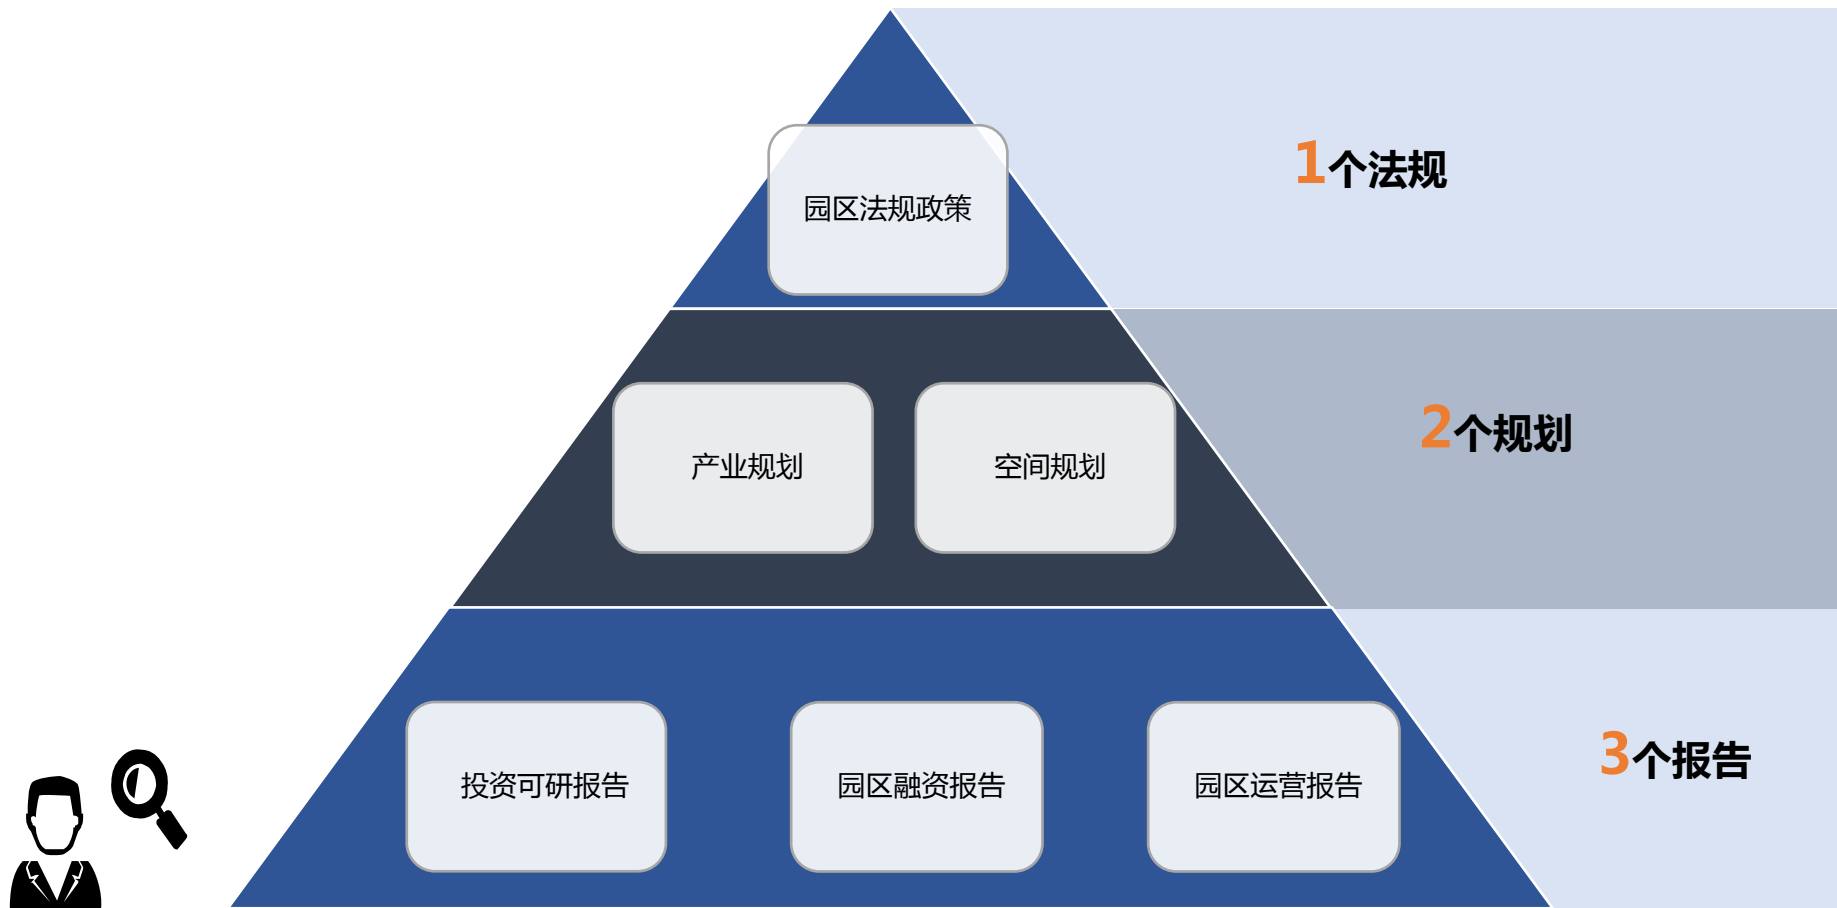 园区法规政策
1个法规
产业规划
空间规划
2个规划
投资可研报告
园区融资报告
园区运营报告
3个报告